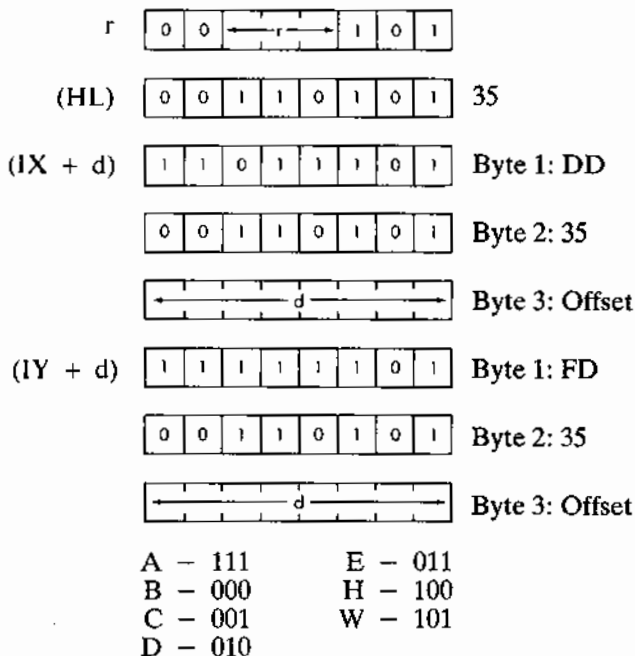 r 0 0 r 1 0 1
(HL) 0 0 1 1 0 1 0 1 35
(IX + d) 1 1 0 1 1 1 0 1 Byte 1: DD
0 0 1 1 0 1 0 1 Byte 2: 35
d Byte 3: Offset
(IY + d) 1 1 1 1 1 1 0 1 Byte 1: FD
0 0 1 1 0 1 0 1 Byte 2: 35
d Byte 3: Offset
A – 111 E – 011
B – 000 H – 100
C – 001 W – 101
D – 010